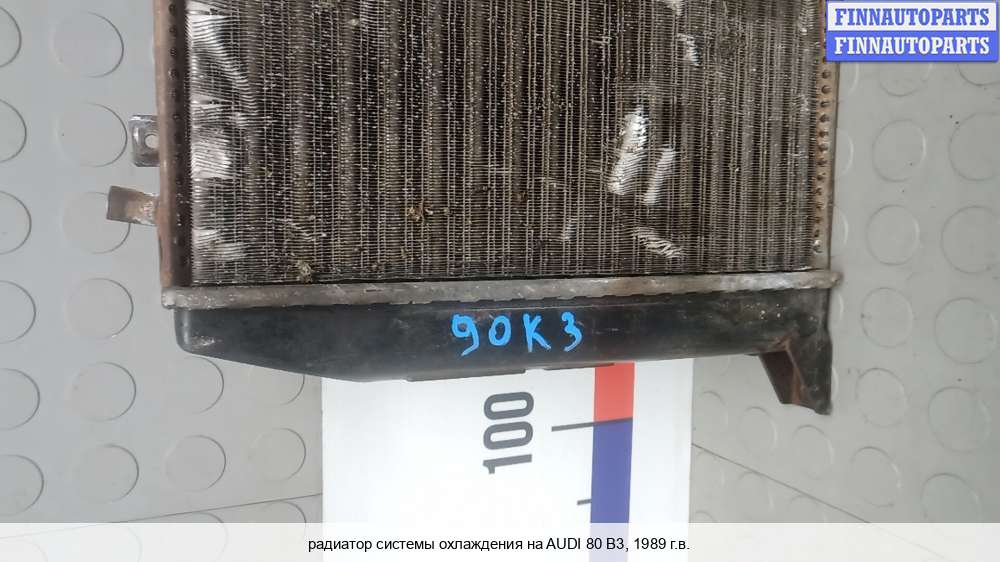 FINNAUTOPARTS
FINNAUTOPARTS
90K3
100
радиатор системы охлаждения на AUDI 80 B3, 1989 г.в.